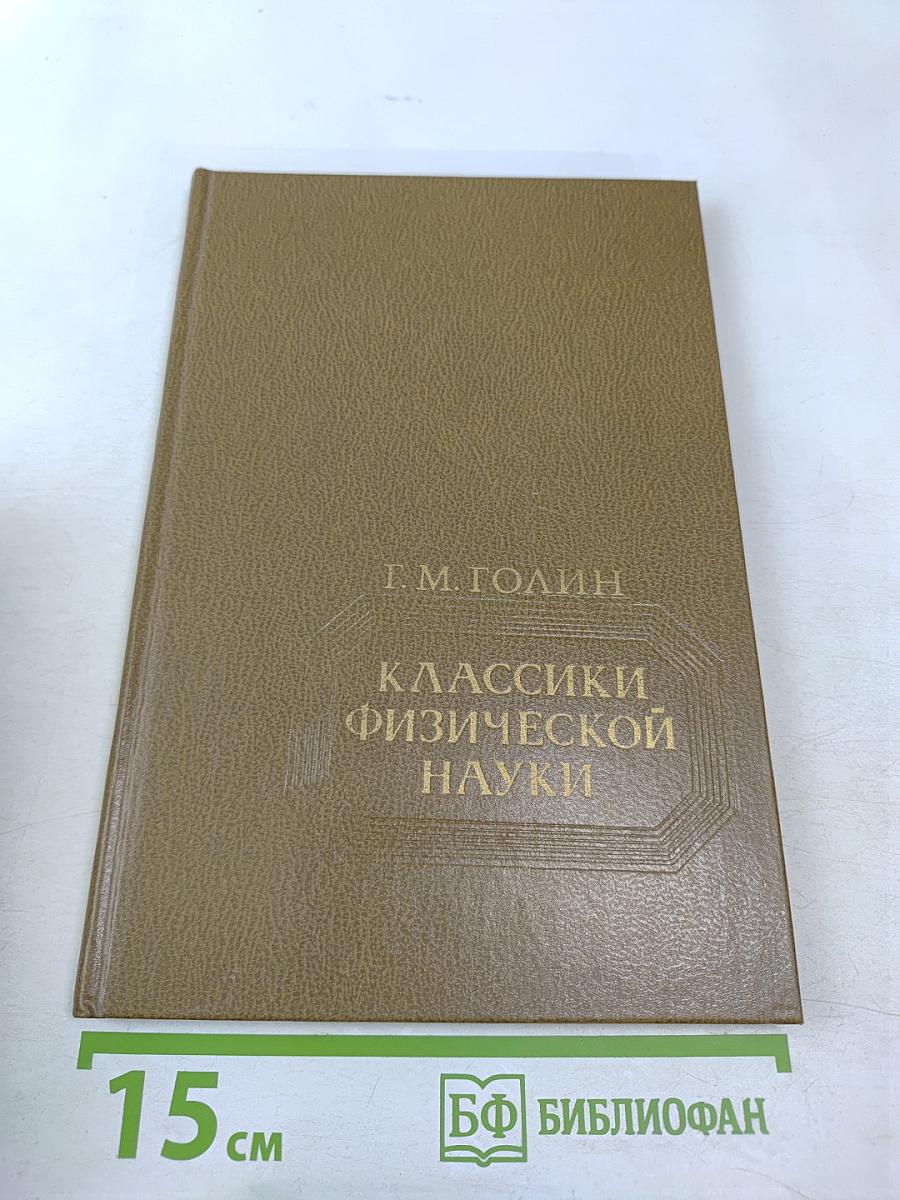 Г. М. ГОЛИН
КЛАССИКИ
ФИЗИЧЕСКОЙ
НАУКИ
15 см
БФ БИБЛИОФАН